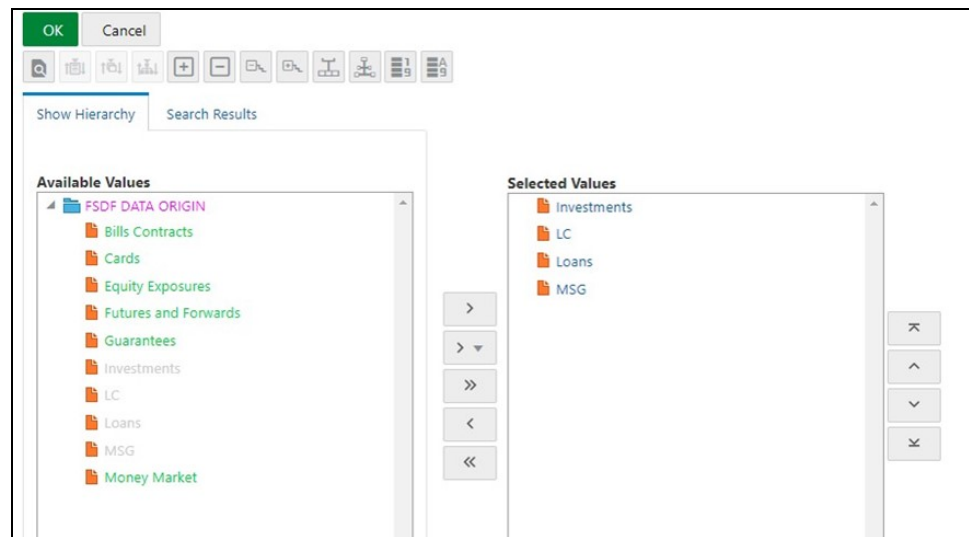 OK Cancel
Show Hierarchy Search Results
Available Values
FSDF DATA ORIGIN
Bills Contracts
Cards
Equity Exposures
Futures and Forwards
Guarantees
Investments
LC
Loans
MSG
Money Market
Selected Values
Investments
LC
Loans
MSG